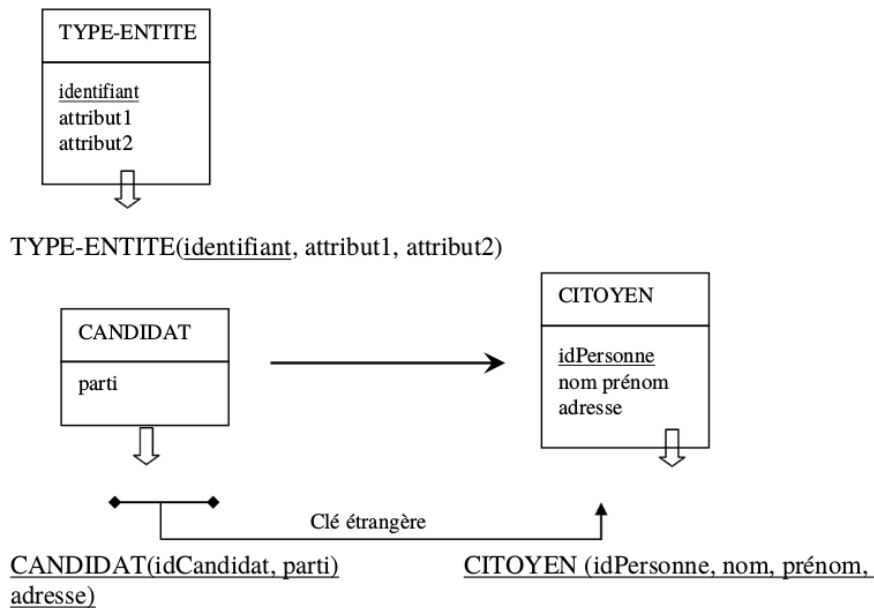 TYPE-ENTITE
identifiant
attribut1
attribut2
TYPE-ENTITE(identifiant, attribut1, attribut2)
CANDIDAT
parti
CITOYEN
idPersonne
nom prénom
adresse
Clé étrangère
CANDIDAT(idCandidat, parti) CITOYEN (idPersonne, nom, prénom,
adresse)